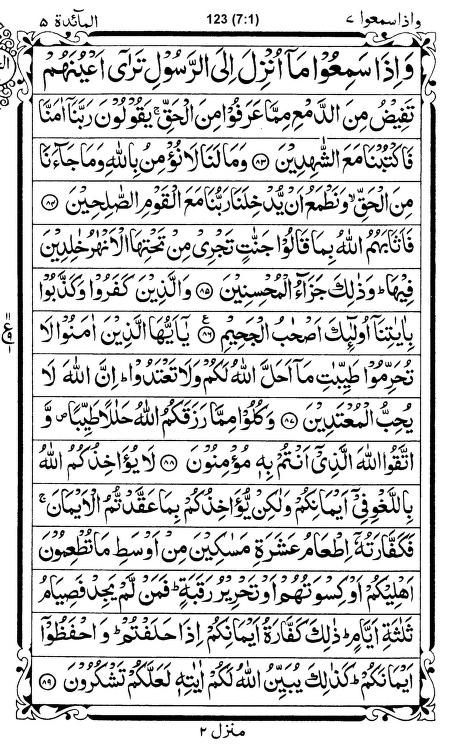 واذاسمعوا ٧ 123 (7:1) المآئدة ٥
وَاِذَا سَمِعُوْا مَاۤ اُنْزِلَ اِلَى الرَّسُوْلِ تَرٰۤى اَعْيُنَهُمْ
تَفِيْضُ مِنَ الدَّمْعِ مِمَّا عَرَفُوْا مِنَ الْحَقِّ ۚ يَقُوْلُوْنَ رَبَّنَاۤ اٰمَنَّا
فَاكْتُبْنَا مَعَ الشّٰهِدِيْنَ ﴿٨٣﴾ وَمَا لَنَا لَا نُؤْمِنُ بِاللّٰهِ وَمَا جَآءَنَا
مِنَ الْحَقِّ ۙ وَنَطْمَعُ اَنْ يُّدْخِلَنَا رَبُّنَا مَعَ الْقَوْمِ الصّٰلِحِيْنَ ﴿٨٤﴾
فَاَثَابَهُمُ اللّٰهُ بِمَا قَالُوْا جَنّٰتٍ تَجْرِيْ مِنْ تَحْتِهَا الْاَنْهٰرُ خٰلِدِيْنَ
فِيْهَا ؕ وَذٰلِكَ جَزَآءُ الْمُحْسِنِيْنَ ﴿٨٥﴾ وَالَّذِيْنَ كَفَرُوْا وَكَذَّبُوْا
بِاٰيٰتِنَاۤ اُولٰٓئِكَ اَصْحٰبُ الْجَحِيْمِ ﴿٨٦﴾ ع يٰۤاَيُّهَا الَّذِيْنَ اٰمَنُوْا لَا
تُحَرِّمُوْا طَيِّبٰتِ مَاۤ اَحَلَّ اللّٰهُ لَكُمْ وَلَا تَعْتَدُوْا ؕ اِنَّ اللّٰهَ لَا
يُحِبُّ الْمُعْتَدِيْنَ ﴿٨٧﴾ وَكُلُوْا مِمَّا رَزَقَكُمُ اللّٰهُ حَلٰلًا طَيِّبًا ۪ وَّ
اتَّقُوا اللّٰهَ الَّذِيْۤ اَنْتُمْ بِهٖ مُؤْمِنُوْنَ ﴿٨٨﴾ لَا يُؤَاخِذُكُمُ اللّٰهُ
بِاللَّغْوِ فِيْۤ اَيْمَانِكُمْ وَلٰكِنْ يُّؤَاخِذُكُمْ بِمَا عَقَّدْتُّمُ الْاَيْمَانَ ۚ
فَكَفَّارَتُهٗۤ اِطْعَامُ عَشَرَةِ مَسٰكِيْنَ مِنْ اَوْسَطِ مَا تُطْعِمُوْنَ
اَهْلِيْكُمْ اَوْ كِسْوَتُهُمْ اَوْ تَحْرِيْرُ رَقَبَةٍ ؕ فَمَنْ لَّمْ يَجِدْ فَصِيَامُ
ثَلٰثَةِ اَيَّامٍ ؕ ذٰلِكَ كَفَّارَةُ اَيْمَانِكُمْ اِذَا حَلَفْتُمْ ؕ وَاحْفَظُوْۤا
اَيْمَانَكُمْ ؕ كَذٰلِكَ يُبَيِّنُ اللّٰهُ لَكُمْ اٰيٰتِهٖ لَعَلَّكُمْ تَشْكُرُوْنَ ﴿٨٩﴾
منزل ٢